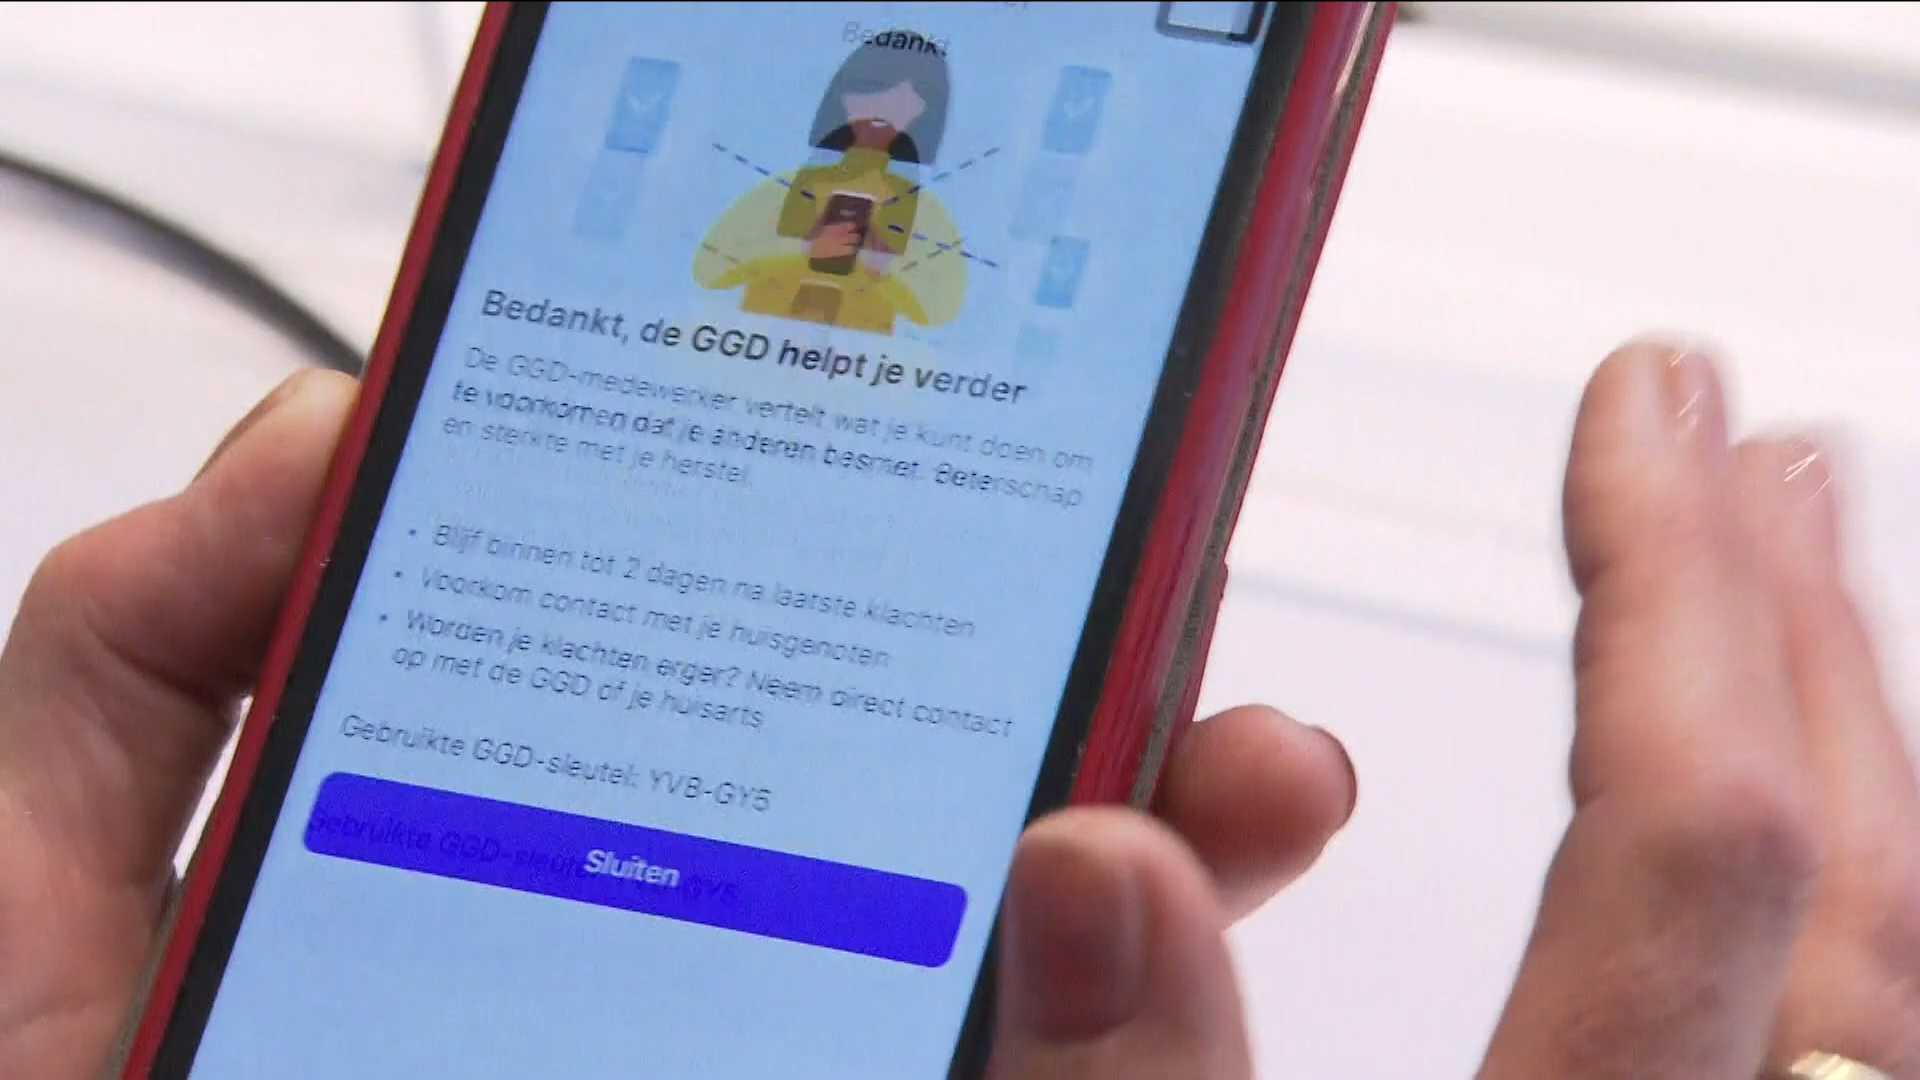 Bedankt
Bedankt, de GGD helpt je verder
De GGD-medewerker vertelt wat je kunt doen om
te voorkomen dat je anderen besmet. Beterschap
en sterkte met je herstel.
• Blijf binnen tot 2 dagen na laatste klachten
• Voorkom contact met je huisgenoten
• Worden je klachten erger? Neem direct contact
op met de GGD of je huisarts
Gebruikte GGD-sleutel: YVB-GY5
Sluiten